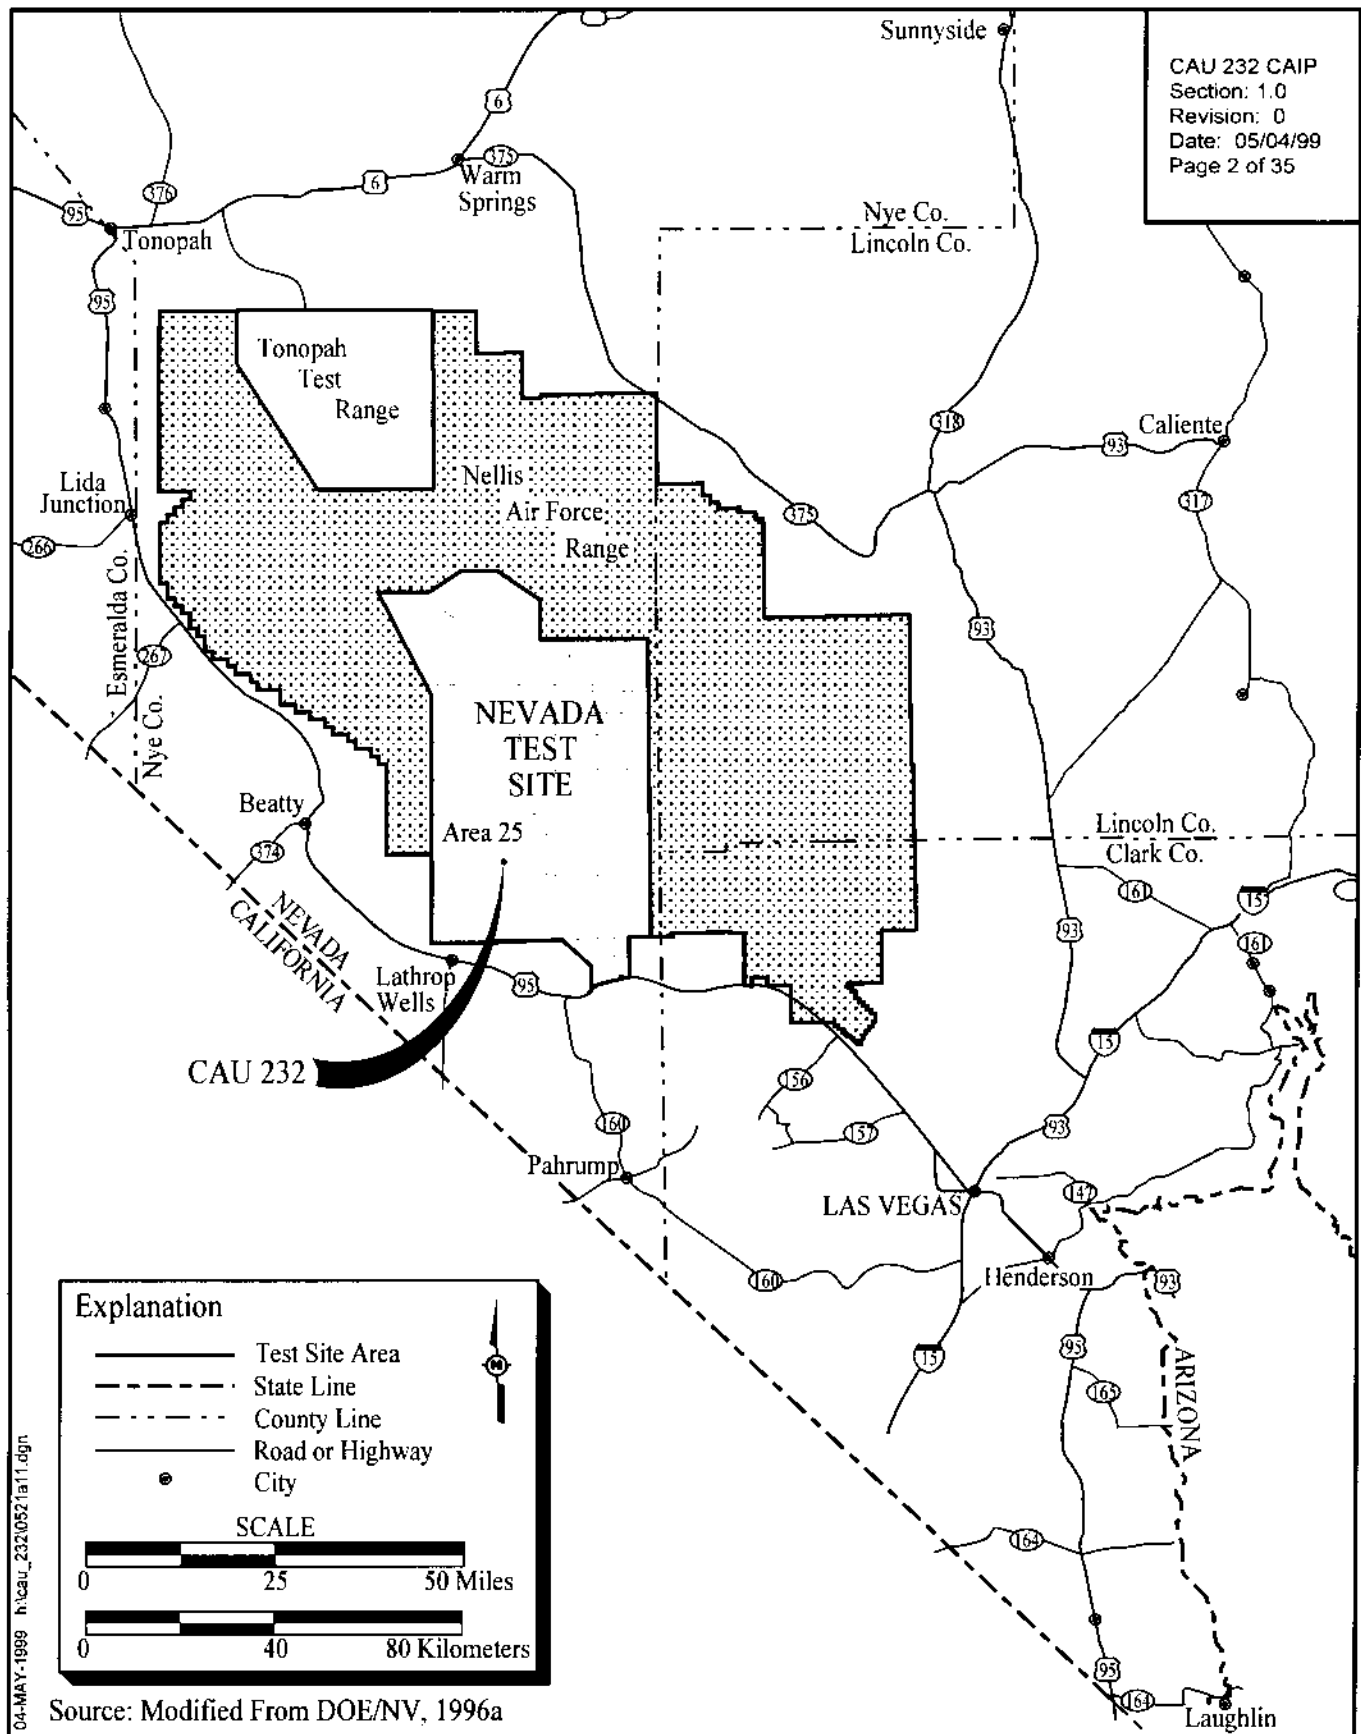 CAU 232 CAIP
Section: 1.0
Revision: 0
Date: 05/04/99
Page 2 of 35
Sunnyside
6
375
Warm
Springs
6
376
95
Tonopah
Nye Co.
Lincoln Co.
95
Tonopah
Test
Range
318
Caliente
93
Lida
Junction
Nellis
Air Force
Range
375
317
266
Esmeralda Co.
Nye Co.
267
93
NEVADA
TEST
SITE
Beatty
Area 25
374
Lincoln Co.
Clark Co.
161
15
NEVADA
CALIFORNIA
93
161
Lathrop
Wells
95
15
CAU 232
156
160
157
93
Pahrump
LAS VEGAS
147
160
Henderson
93
15
95
165
ARIZONA
164
95
164
Laughlin
Explanation
Test Site Area
State Line
County Line
Road or Highway
City
N
SCALE
0 25 50 Miles
0 40 80 Kilometers
Source: Modified From DOE/NV, 1996a
04-MAY-1999 h:\cau_232\0521a11.dgn